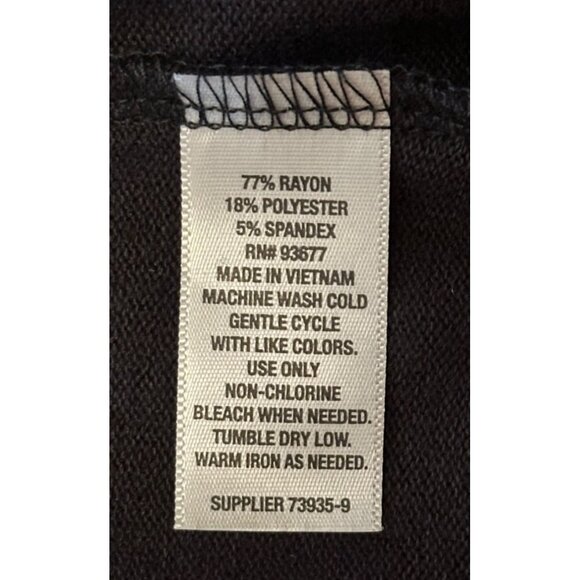 77% RAYON
18% POLYESTER
5% SPANDEX
RN# 93677
MADE IN VIETNAM
MACHINE WASH COLD
GENTLE CYCLE
WITH LIKE COLORS.
USE ONLY
NON-CHLORINE
BLEACH WHEN NEEDED.
TUMBLE DRY LOW.
WARM IRON AS NEEDED.
SUPPLIER 73935-9